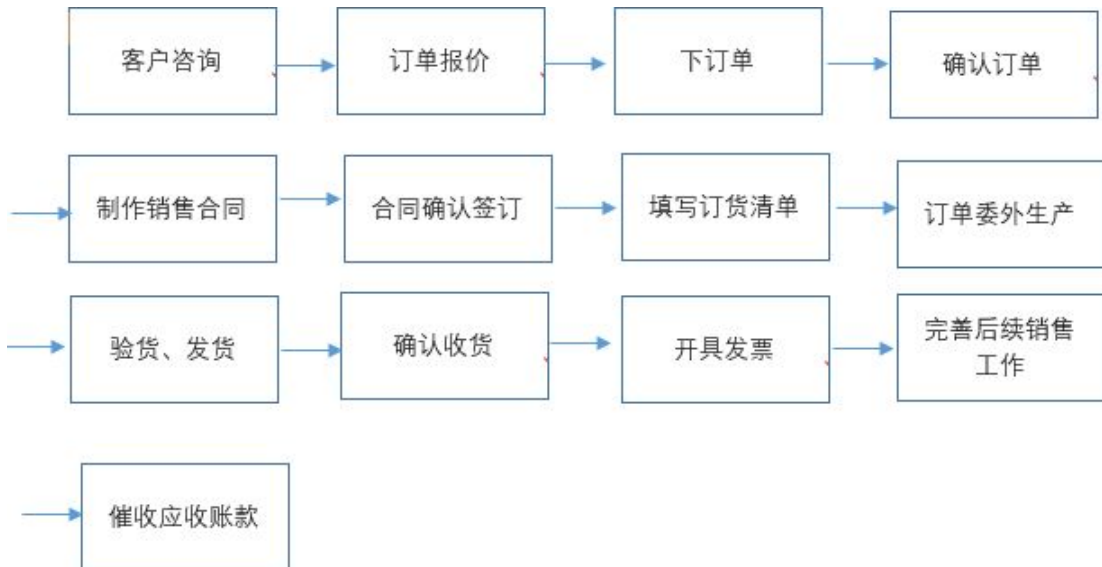 客户咨询
订单报价
下订单
确认订单
制作销售合同
合同确认签订
填写订货清单
订单委外生产
验货、发货
确认收货
开具发票
完善后续销售
工作
催收应收账款